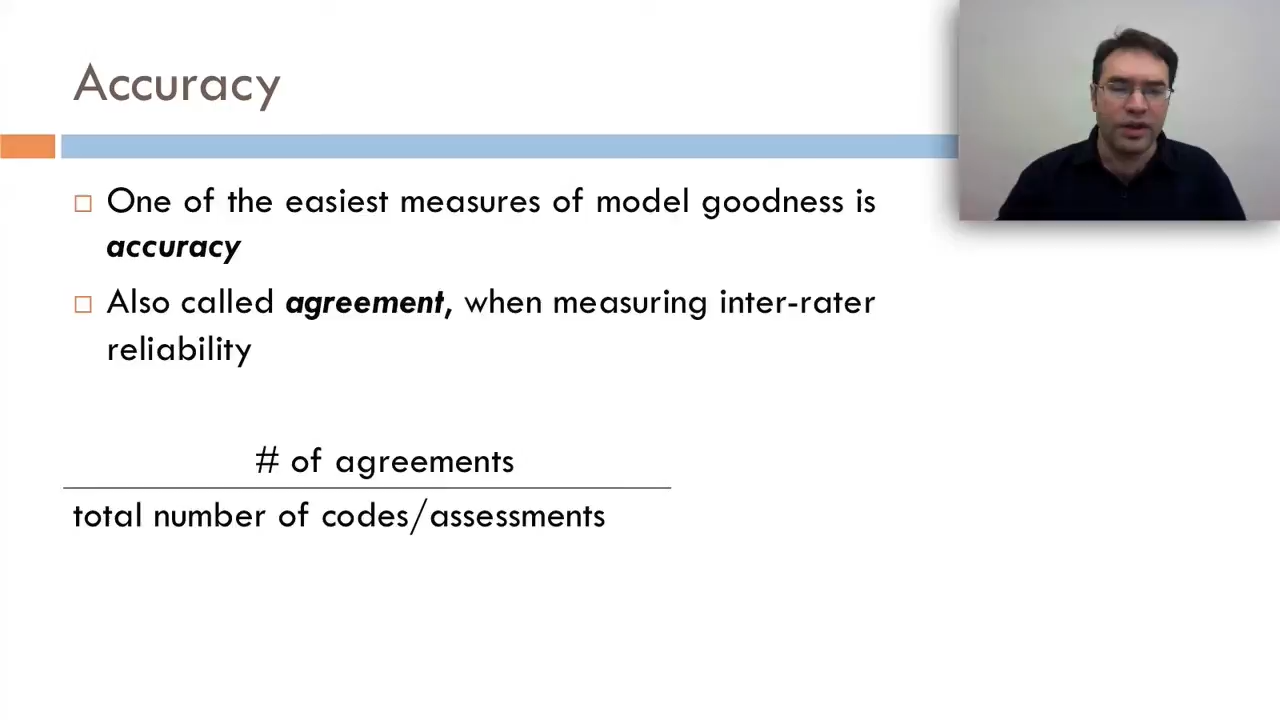 Accuracy
One of the easiest measures of model goodness is
accuracy
Also called agreement, when measuring inter-rater
reliability
# of agreements
total number of codes/assessments